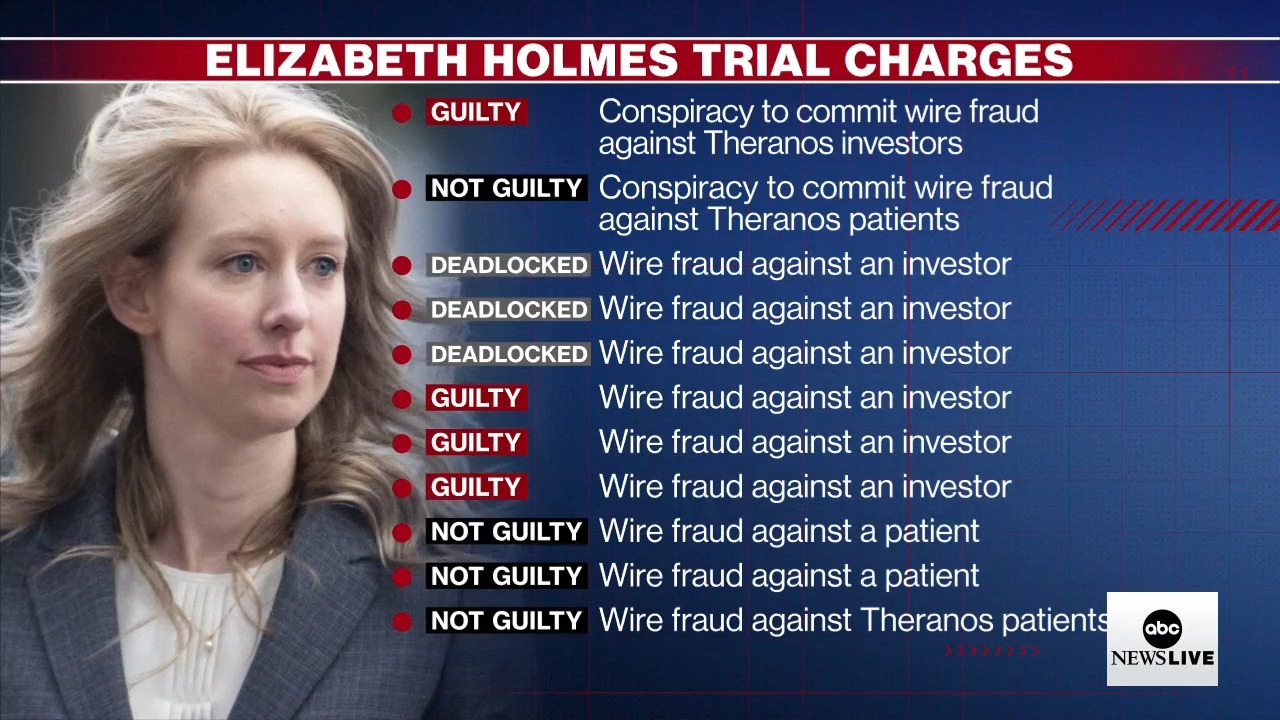 ELIZABETH HOLMES TRIAL CHARGES
GUILTY Conspiracy to commit wire fraud
against Theranos investors
NOT GUILTY Conspiracy to commit wire fraud
against Theranos patients
DEADLOCKED Wire fraud against an investor
DEADLOCKED Wire fraud against an investor
DEADLOCKED Wire fraud against an investor
GUILTY Wire fraud against an investor
GUILTY Wire fraud against an investor
GUILTY Wire fraud against an investor
NOT GUILTY Wire fraud against a patient
NOT GUILTY Wire fraud against a patient
NOT GUILTY Wire fraud against Theranos patients
abc
NEWSLIVE